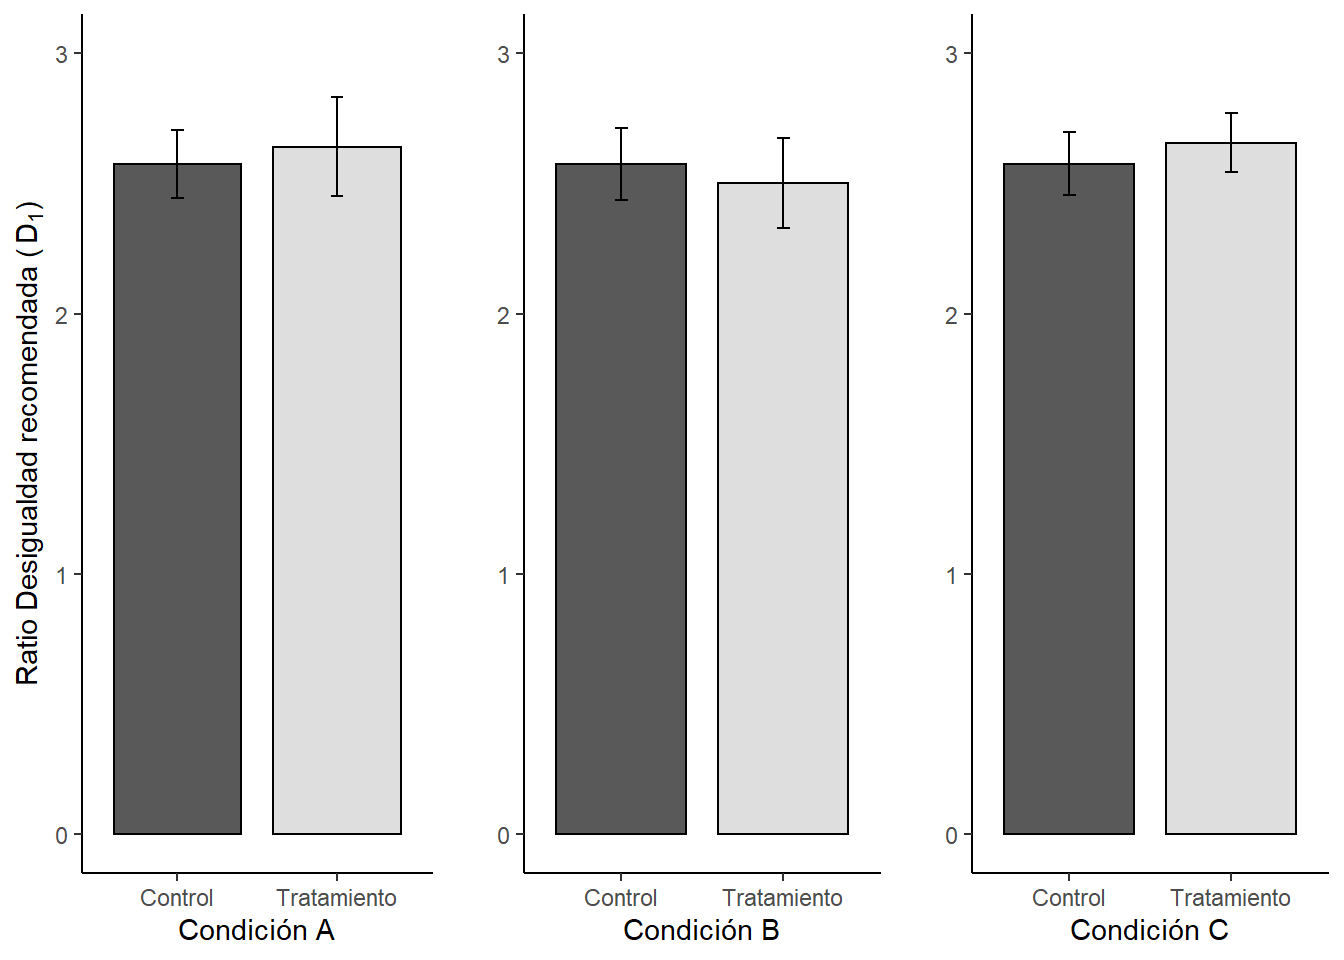 Ratio Desigualdad recomendada (D₁)
3
2
1
0
Control Tratamiento
Condición A
3
2
1
0
Control Tratamiento
Condición B
3
2
1
0
Control Tratamiento
Condición C